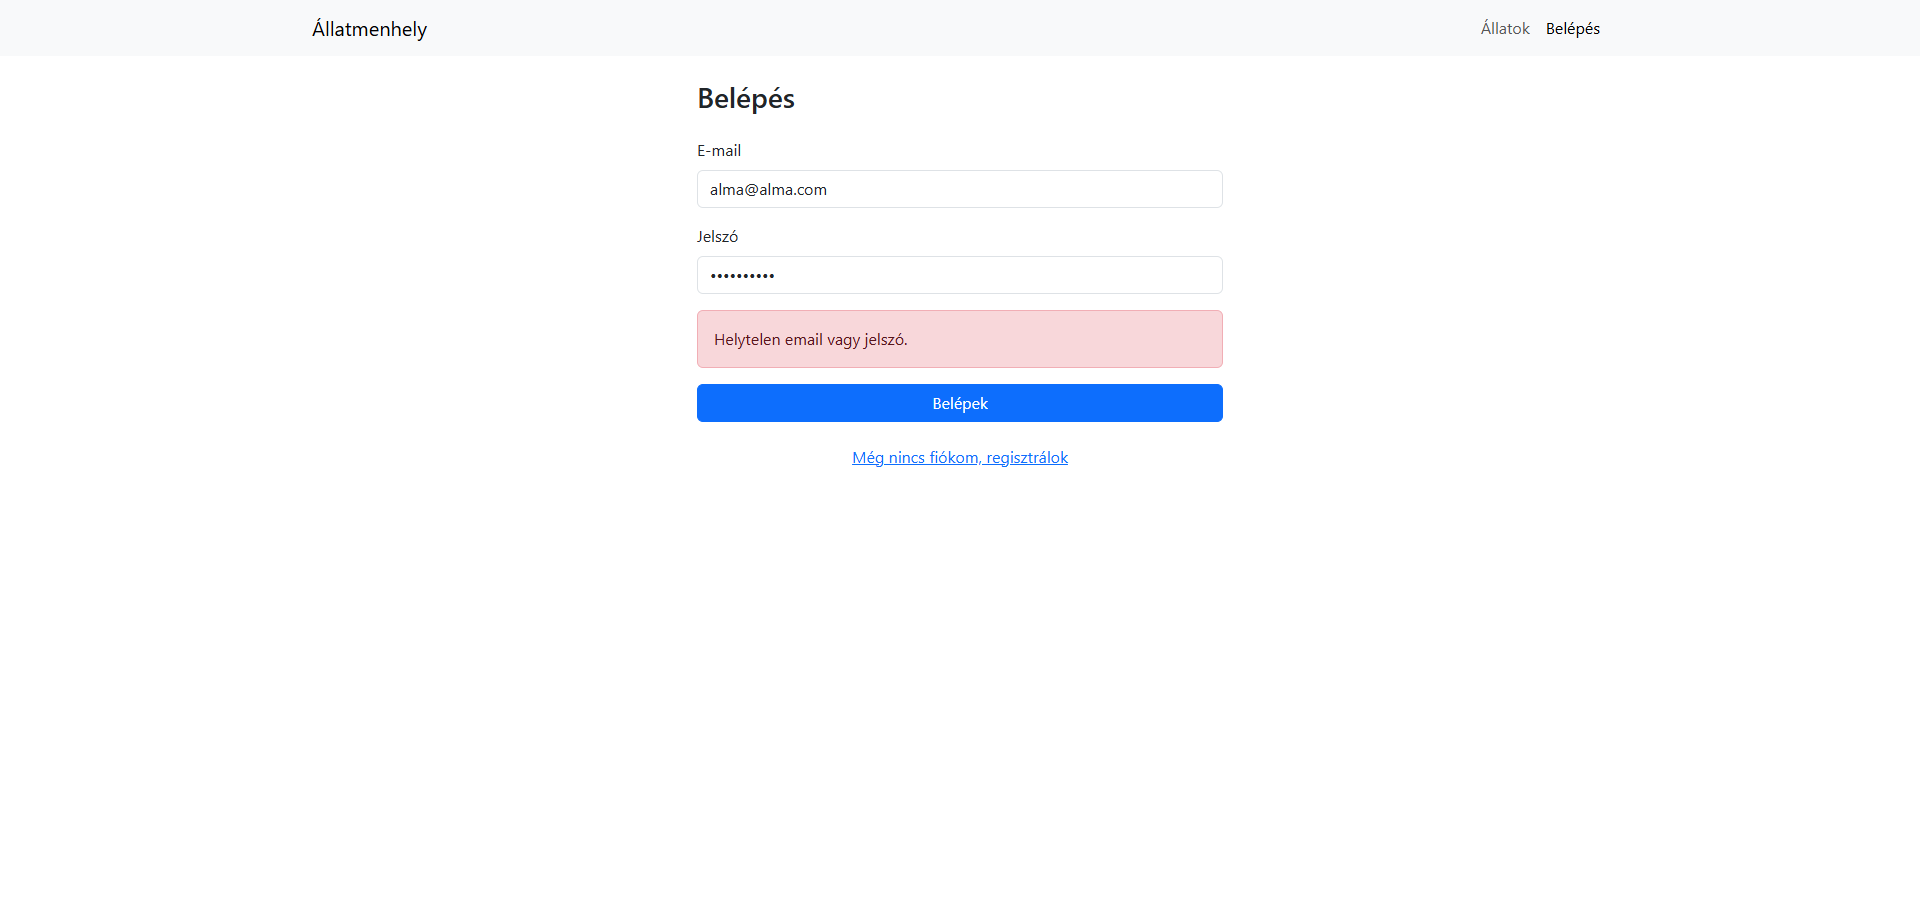 Állatmenhely
Állatok
Belépés
Belépés
E-mail
alma@alma.com
Jelszó
••••••••••
Helytelen email vagy jelszó.
Belépek
Még nincs fiókom, regisztrálok